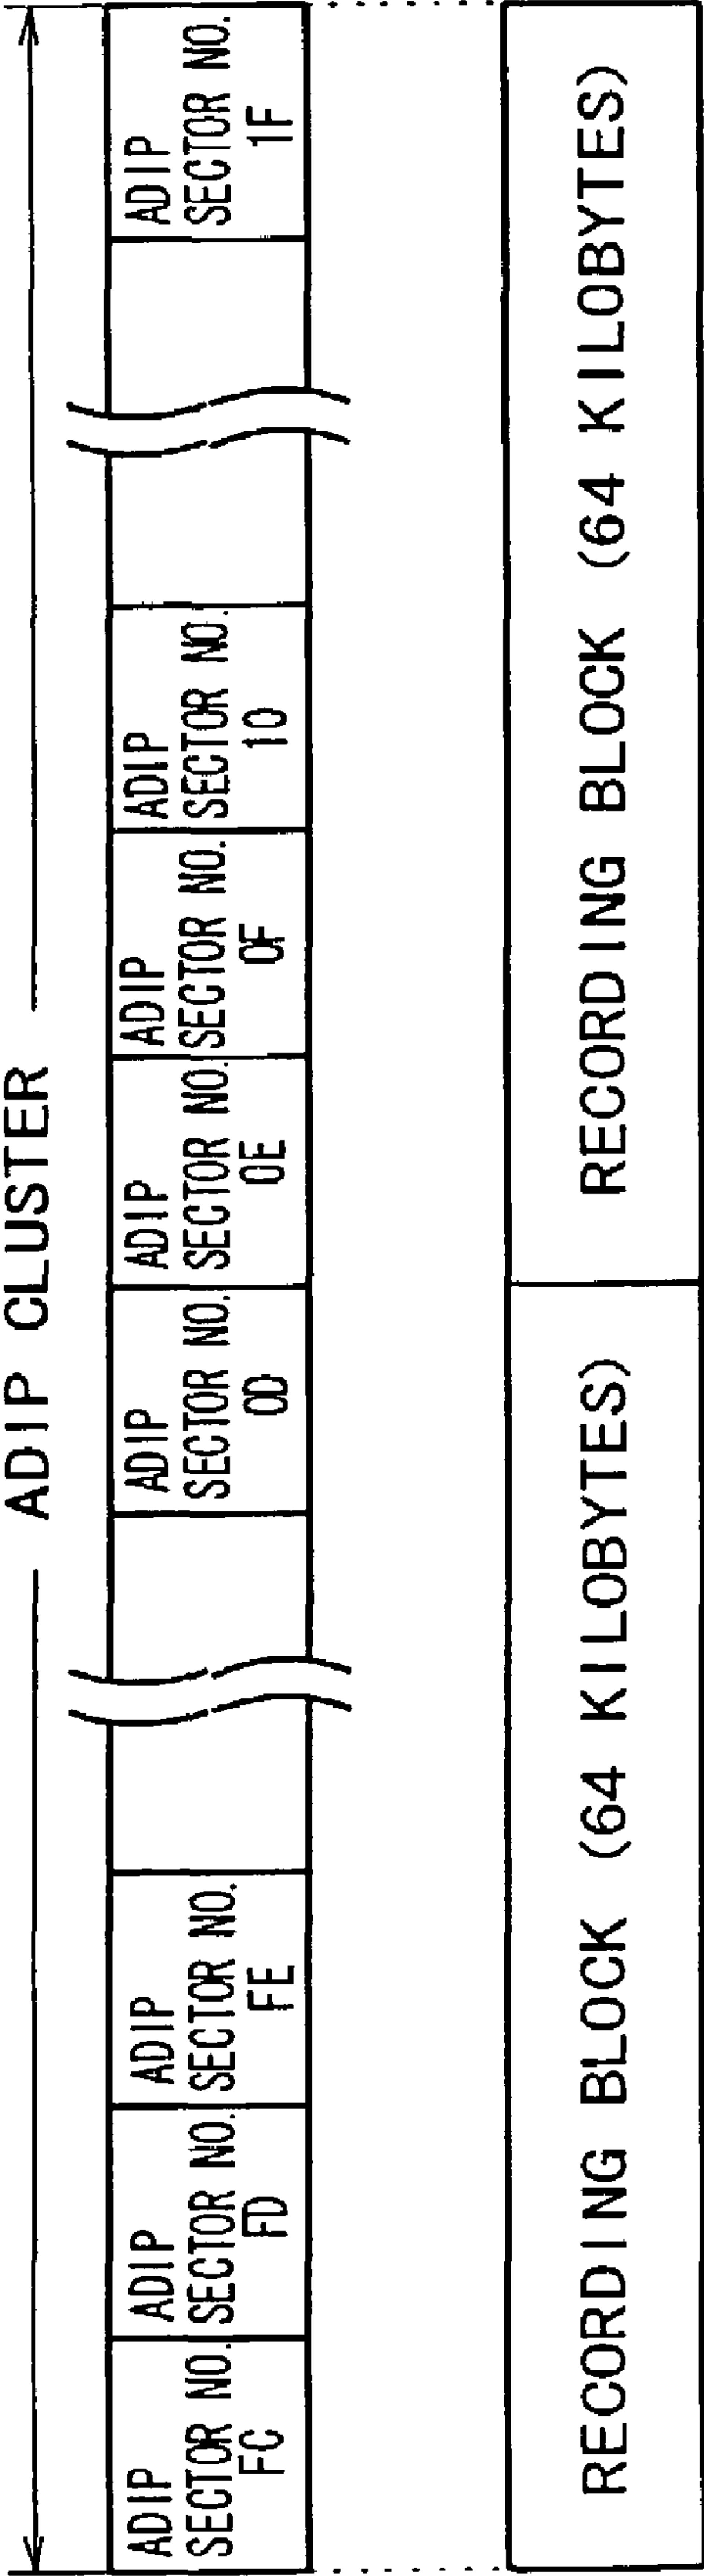 ADIP CLUSTER
ADIP
SECTOR NO.
FC
ADIP
SECTOR NO.
FD
ADIP
SECTOR NO.
FE
ADIP
SECTOR NO.
0D
ADIP
SECTOR NO.
0E
ADIP
SECTOR NO.
0F
ADIP
SECTOR NO.
10
ADIP
SECTOR NO.
1F
RECORDING BLOCK (64 KILOBYTES)
RECORDING BLOCK (64 KILOBYTES)